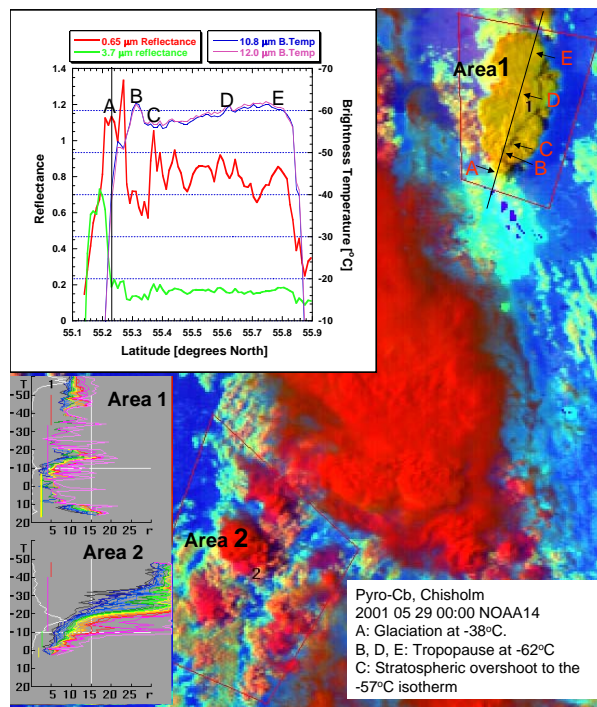 0.65 µm Reflectance
3.7 µm reflectance
10.8 µm B.Temp
12.0 µm B.Temp
1.4
1.2
1
0.8
0.6
0.4
0.2
0
Reflectance
A
B
C
D
E
-70
-60
-50
-40
-30
-20
-10
Brightness Temperature [°C]
55.1 55.2 55.3 55.4 55.5 55.6 55.7 55.8 55.9
Latitude [degrees North]
Area1
1
E
D
C
B
A
T
-50
-40
-30
-20
-10
0
10
20
1
Area 1
5 10 15 20 25 r
Area 2
T
-50
-40
-30
-20
-10
0
10
20
2
5 10 15 20 25 r
Area 2
2
Pyro-Cb, Chisholm
2001 05 29 00:00 NOAA14
A: Glaciation at -38°C.
B, D, E: Tropopause at -62°C
C: Stratospheric overshoot to the
-57°C isotherm